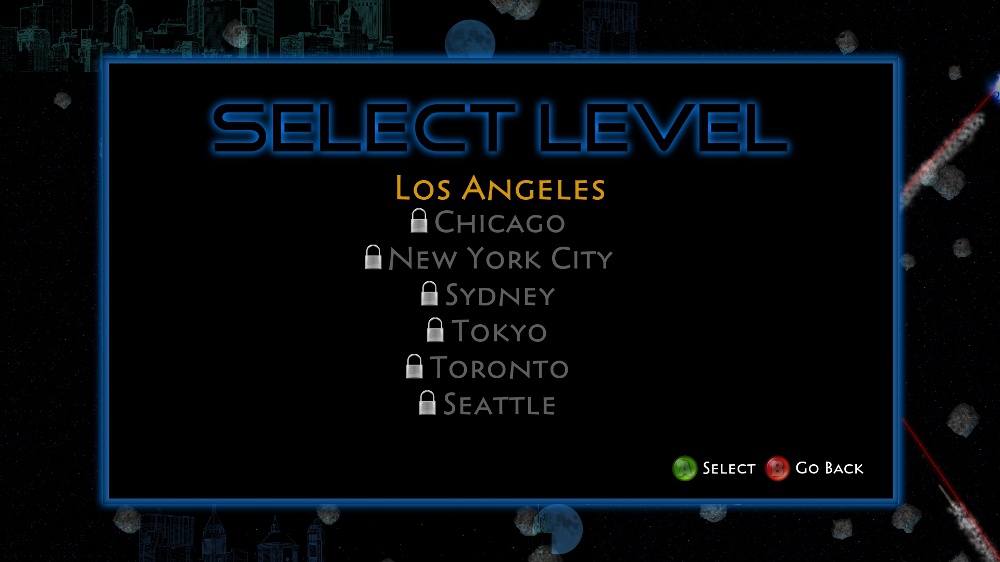 SELECT LEVEL
LOS ANGELES
CHICAGO
NEW YORK CITY
SYDNEY
TOKYO
TORONTO
SEATTLE
A SELECT B GO BACK